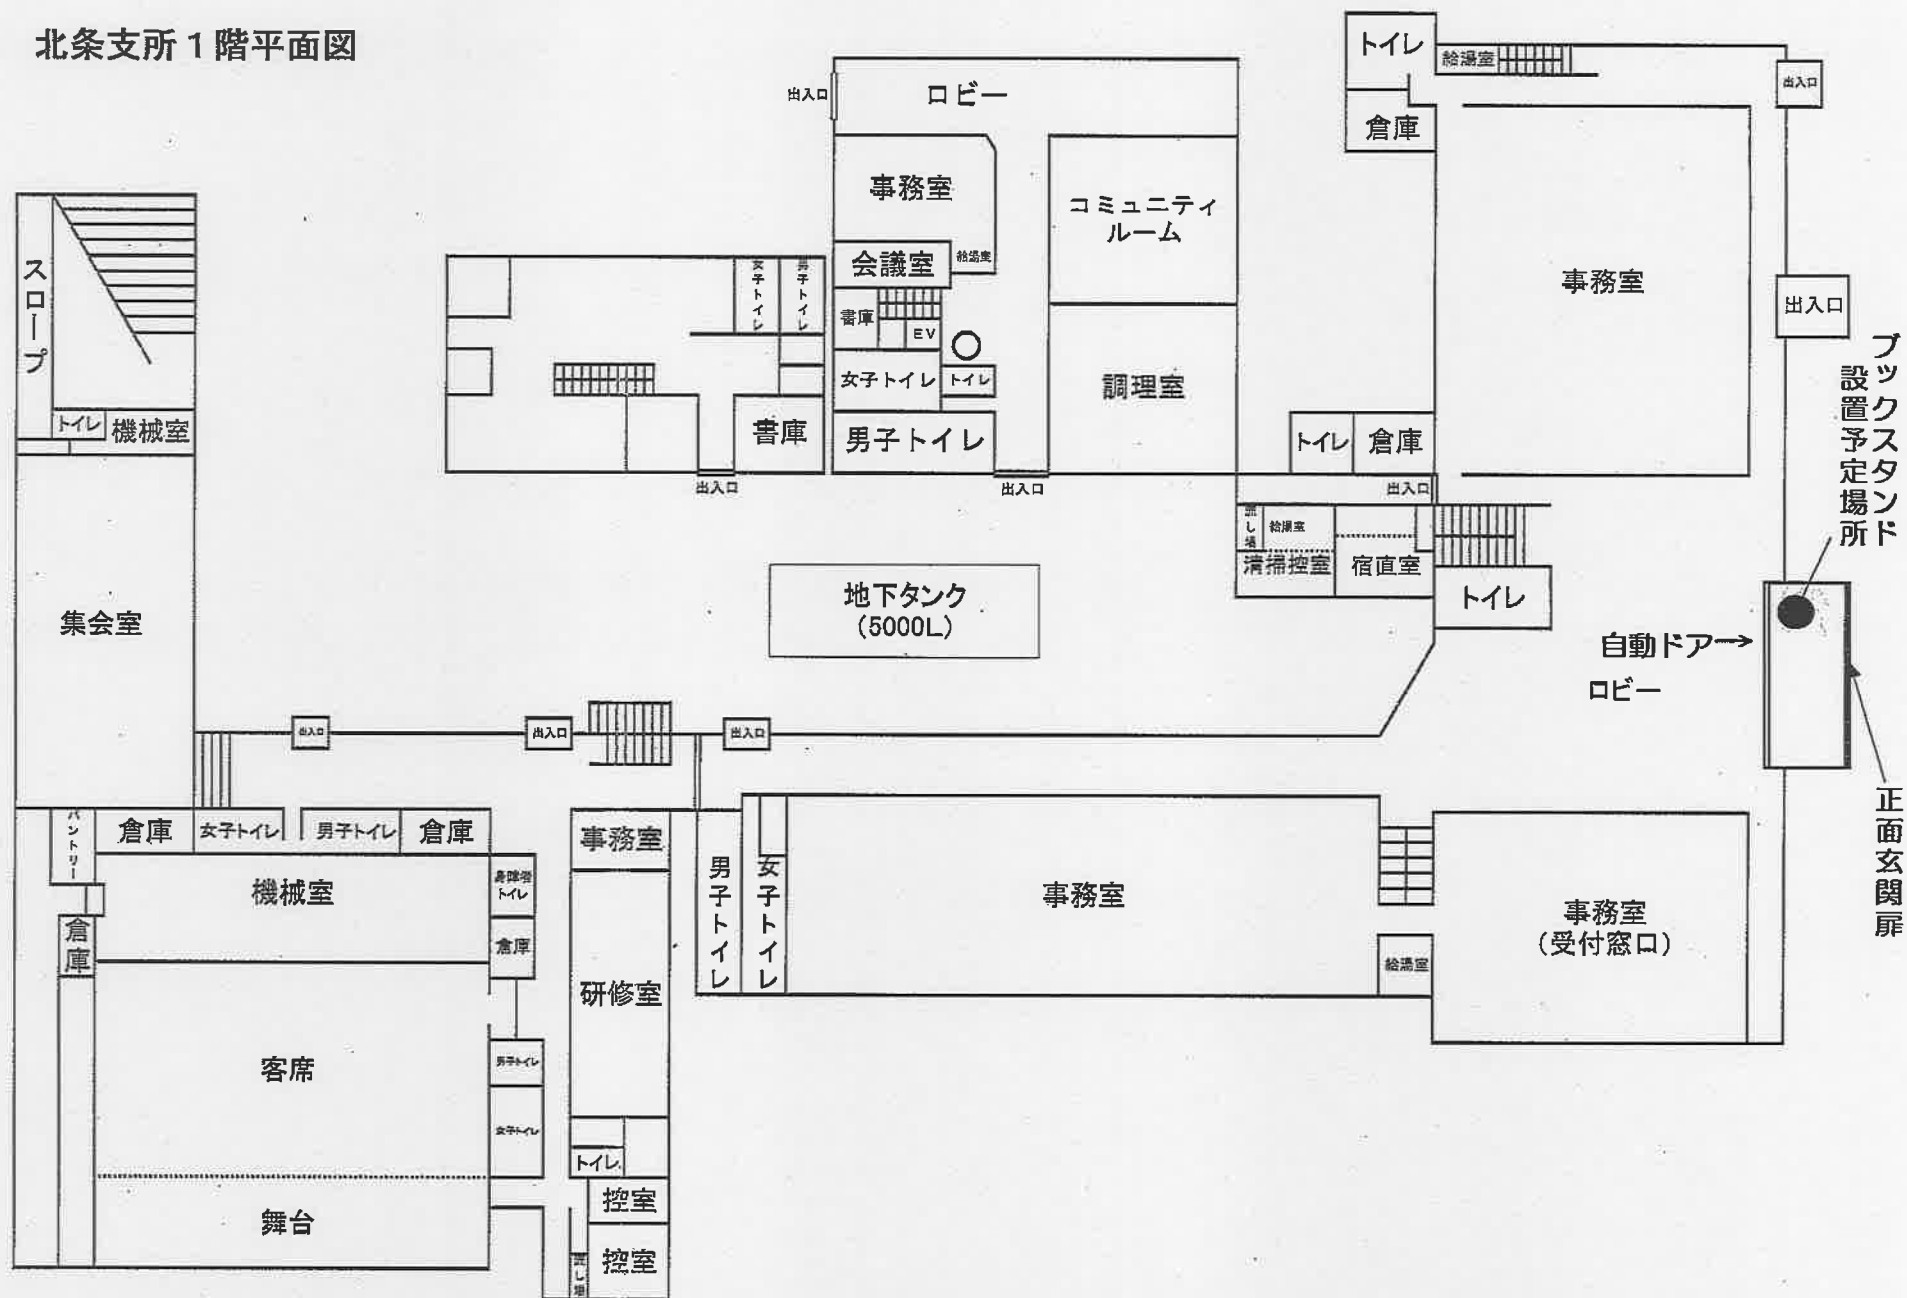 北条支所１階平面図
トイレ
給湯室
出入口
出入口
ロビー
倉庫
事務室
コミュニティ
ルーム
会議室
給湯室
事務室
出入口
スロープ
女子トイレ
男子トイレ
書庫
EV
ブックスタンド
設置予定場所
女子トイレ
トイレ
調理室
トイレ
機械室
書庫
男子トイレ
トイレ
倉庫
出入口
出入口
出入口
流し場
給湯室
清掃控室
宿直室
トイレ
集会室
地下タンク
(5000L)
自動ドア→
ロビー
出入口
出入口
出入口
正面玄関扉
パントリー
倉庫
女子トイレ
男子トイレ
倉庫
事務室
男子トイレ
女子トイレ
事務室
事務室
(受付窓口)
機械室
身障者
トイレ
倉庫
倉庫
給湯室
研修室
客席
男子トイレ
女子トイレ
トイレ
控室
舞台
控室
流し場